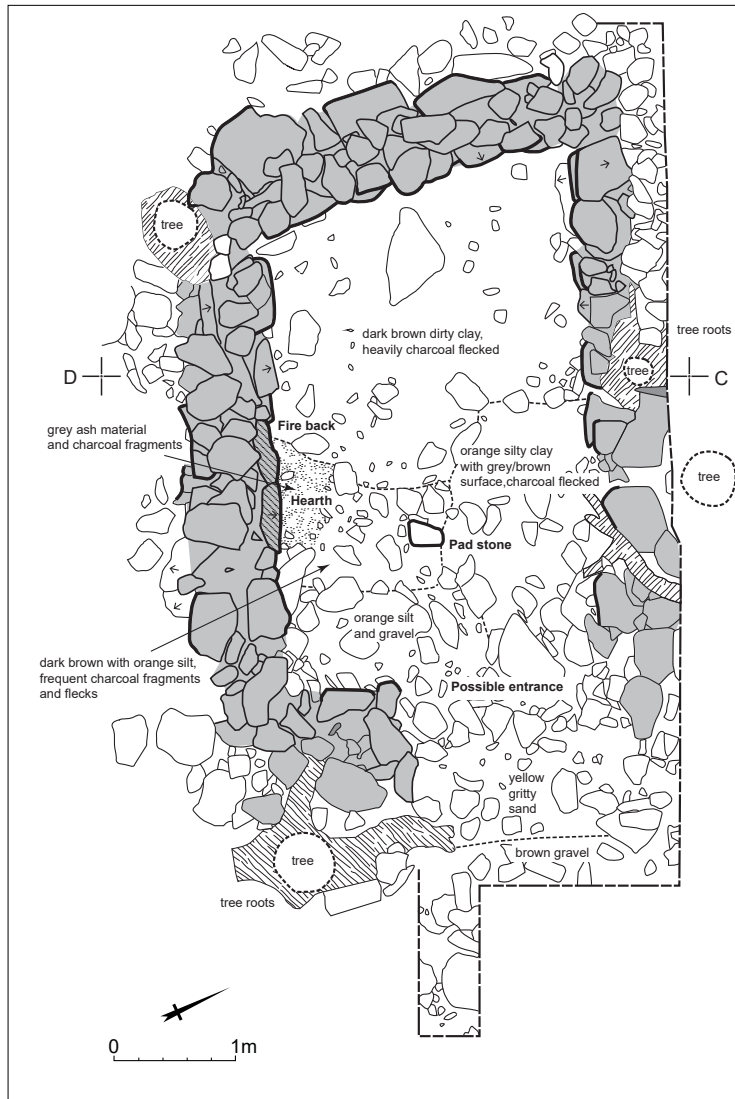 tree
dark brown dirty clay,
heavily charcoal flecked
tree roots
D
tree
C
Fire back
grey ash material
and charcoal fragments
orange silty clay
with grey/brown
surface,charcoal flecked
tree
Hearth
Pad stone
orange silt
and gravel
dark brown with orange silt,
frequent charcoal fragments
and flecks
Possible entrance
yellow
gritty
sand
brown gravel
tree
tree roots
0 1m